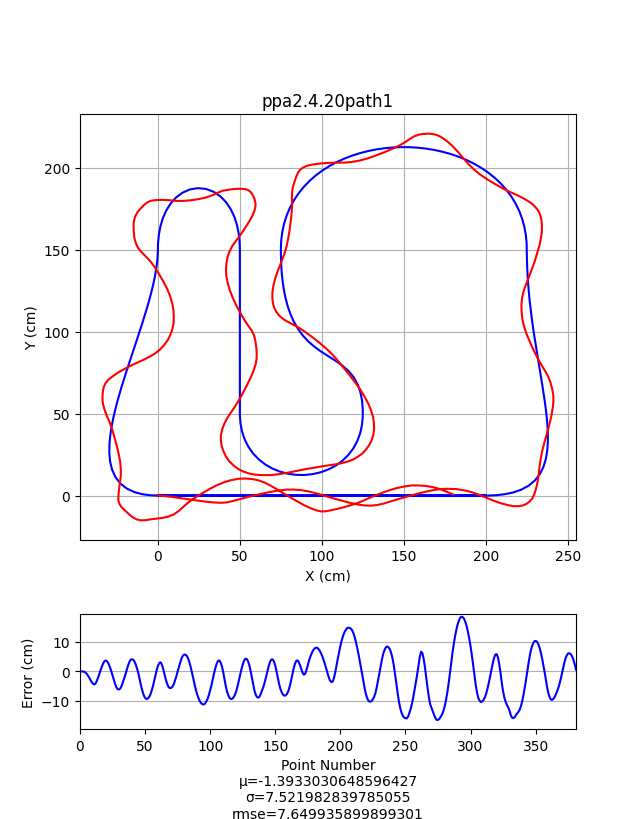 ppa2.4.20path1
200
150
100
50
0
Y (cm)
0 50 100 150 200 250
X (cm)
10
0
−10
Error (cm)
0 50 100 150 200 250 300 350
Point Number
μ=-1.3933030648596427
σ=7.521982839785055
rmse=7.649935899899301